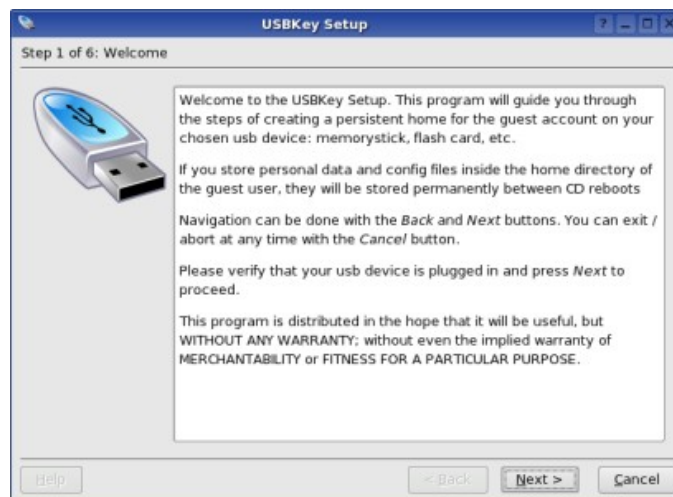 USBKey Setup
Step 1 of 6: Welcome
Welcome to the USBKey Setup. This program will guide you through
the steps of creating a persistent home for the guest account on your
chosen usb device: memorystick, flash card, etc.
If you store personal data and config files inside the home directory of
the guest user, they will be stored permanently between CD reboots
Navigation can be done with the Back and Next buttons. You can exit /
abort at any time with the Cancel button.
Please verify that your usb device is plugged in and press Next to
proceed.
This program is distributed in the hope that it will be useful, but
WITHOUT ANY WARRANTY; without even the implied warranty of
MERCHANTABILITY or FITNESS FOR A PARTICULAR PURPOSE.
Help
< Back
Next >
Cancel